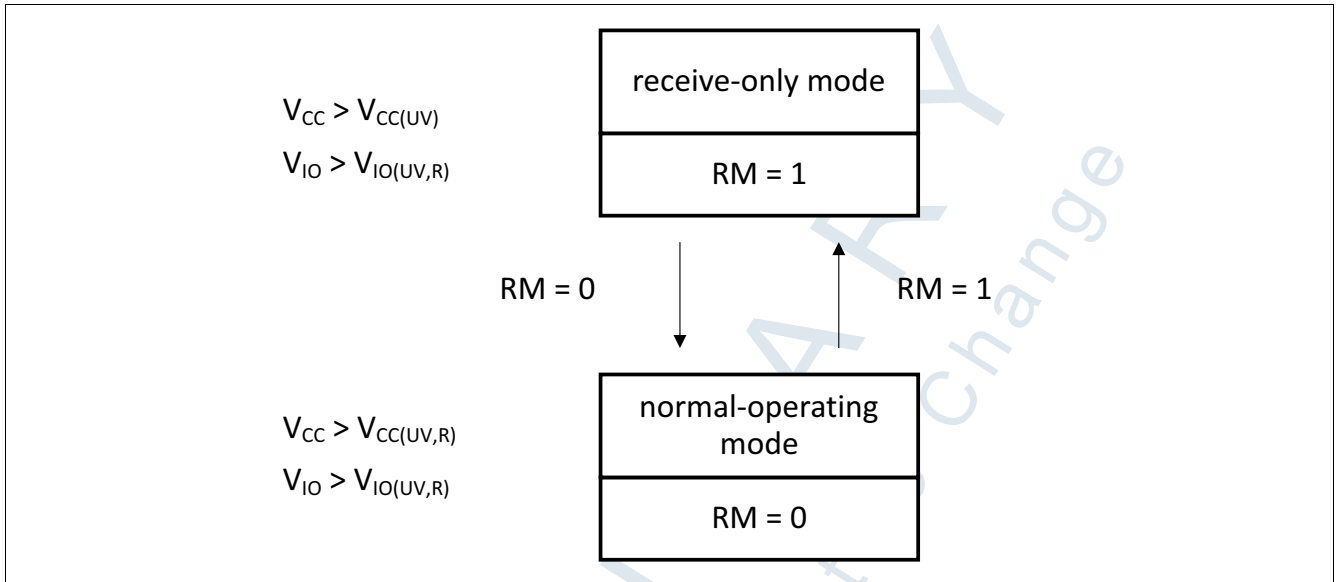 receive-only mode
V_CC > V_CC(UV)
V_IO > V_IO(UV,R)
RM = 1
RM = 0
RM = 1
normal-operating
mode
V_CC > V_CC(UV,R)
V_IO > V_IO(UV,R)
RM = 0
A R Y
Change